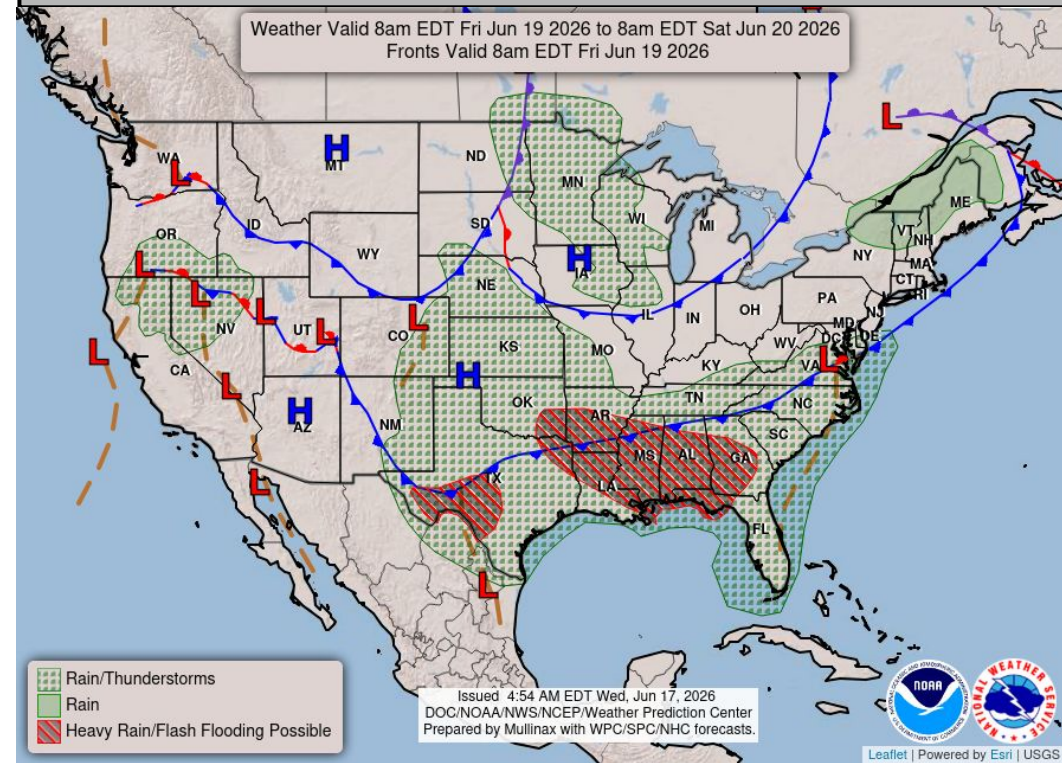 Weather Valid 8am EDT Fri Jun 19 2026 to 8am EDT Sat Jun 20 2026
Fronts Valid 8am EDT Fri Jun 19 2026
L
H
WA
L
MT
ND
MN
ME
OR
ID
SD
WI
MI
VT
NH
WY
NY
MA
CT
RI
L
H
IA
NE
PA
L
L
NV
UT
L
CO
L
IL
IN
OH
NJ
MD
DE
DC
L
CA
KS
MO
WV
KY
VA
L
L
H
OK
TN
NC
H
AZ
NM
AR
SC
MS
AL
GA
L
TX
LA
FL
L
Rain/Thunderstorms
Rain
Heavy Rain/Flash Flooding Possible
Issued 4:54 AM EDT Wed, Jun 17, 2026
DOC/NOAA/NWS/NCEP/Weather Prediction Center
Prepared by Mullinax with WPC/SPC/NHC forecasts.
NOAA
NATIONAL WEATHER SERVICE
Leaflet | Powered by Esri | USGS